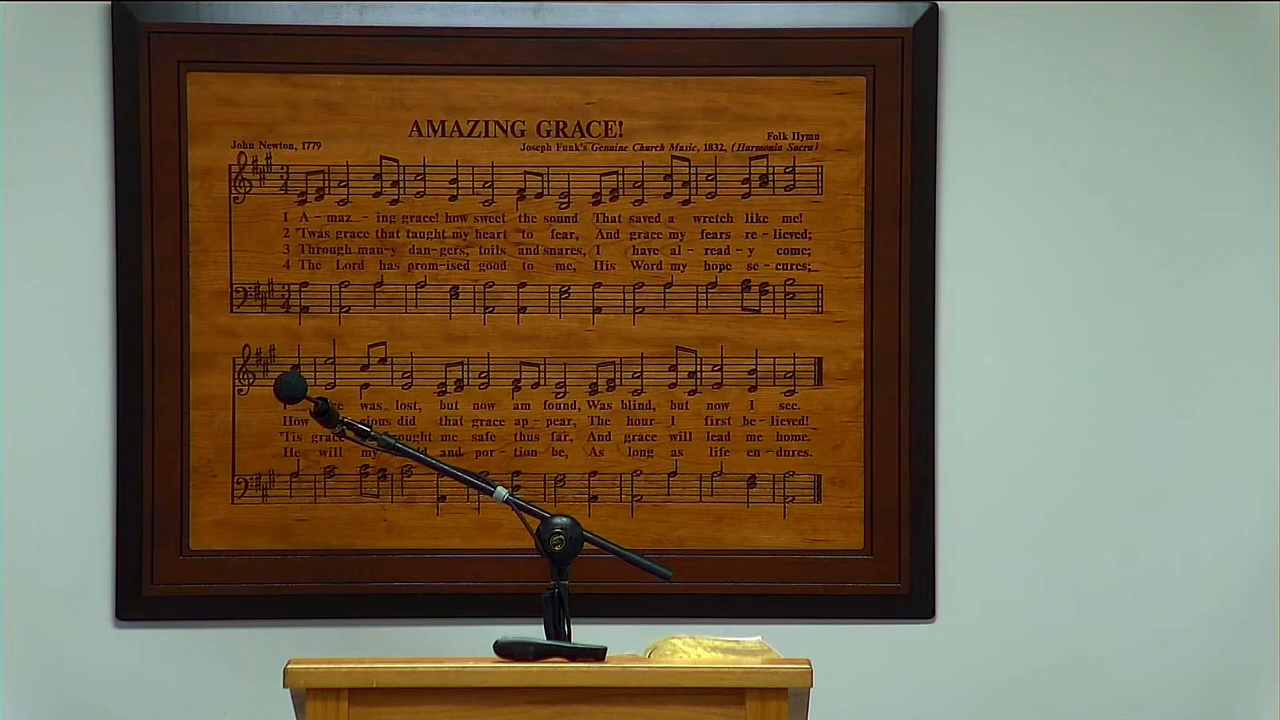 AMAZING GRACE!
John Newton, 1779
Folk Hymn
Joseph Funk's Genuine Church Music, 1832, (Harmonia Sacra)
1 A - maz - ing grace! how sweet the sound That saved a wretch like me!
2 'Twas grace that taught my heart to fear, And grace my fears re - lieved;
3 Through man-y dan-gers, toils and snares, I have al - read - y come;
4 The Lord has prom-ised good to me, His Word my hope se - cures;
was lost, but now am found, Was blind, but now I see.
How did that grace ap - pear, The hour I first be - lieved!
'Tis grace me safe thus far, And grace will lead me home.
He will my and por - tion be, As long as life en - dures.